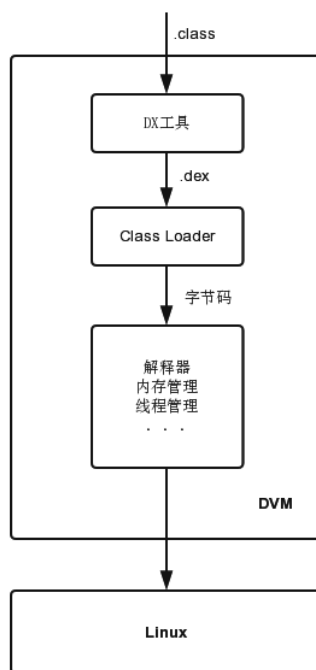 .class
DX工具
.dex
Class Loader
字节码
解释器
内存管理
线程管理
· · ·
DVM
Linux